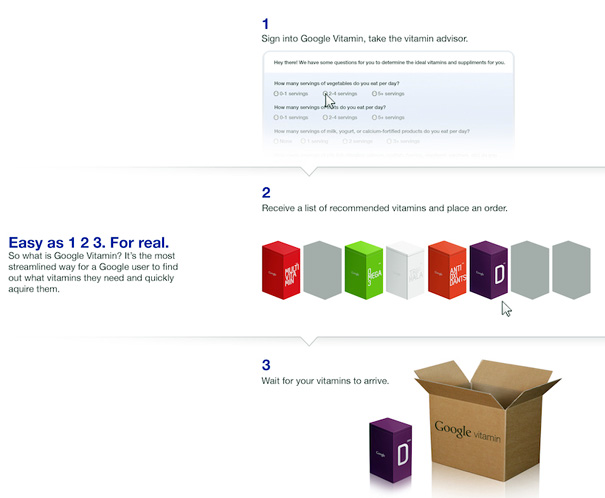 1
Sign into Google Vitamin, take the vitamin advisor.
Hey there! We have some questions for you to determine the ideal vitamins and suppliments for you.
How many servings of vegetables do you eat per day?
0-1 servings 2-4 servings 5+ servings
How many servings of do you eat per day?
0-1 servings 2-4 servings 5+ servings
How many servings of milk, yogurt, or calcium-fortified products do you eat per day?
2
Receive a list of recommended vitamins and place an order.
Easy as 1 2 3. For real.
So what is Google Vitamin? It's the most
streamlined way for a Google user to find
out what vitamins they need and quickly
aquire them.
Google
MULTI
VITA
MIN
Google
O
MEGA
3
Google
ANTI
OXI
DANTS
Google
D
3
Wait for your vitamins to arrive.
Google
D
Google vitamin